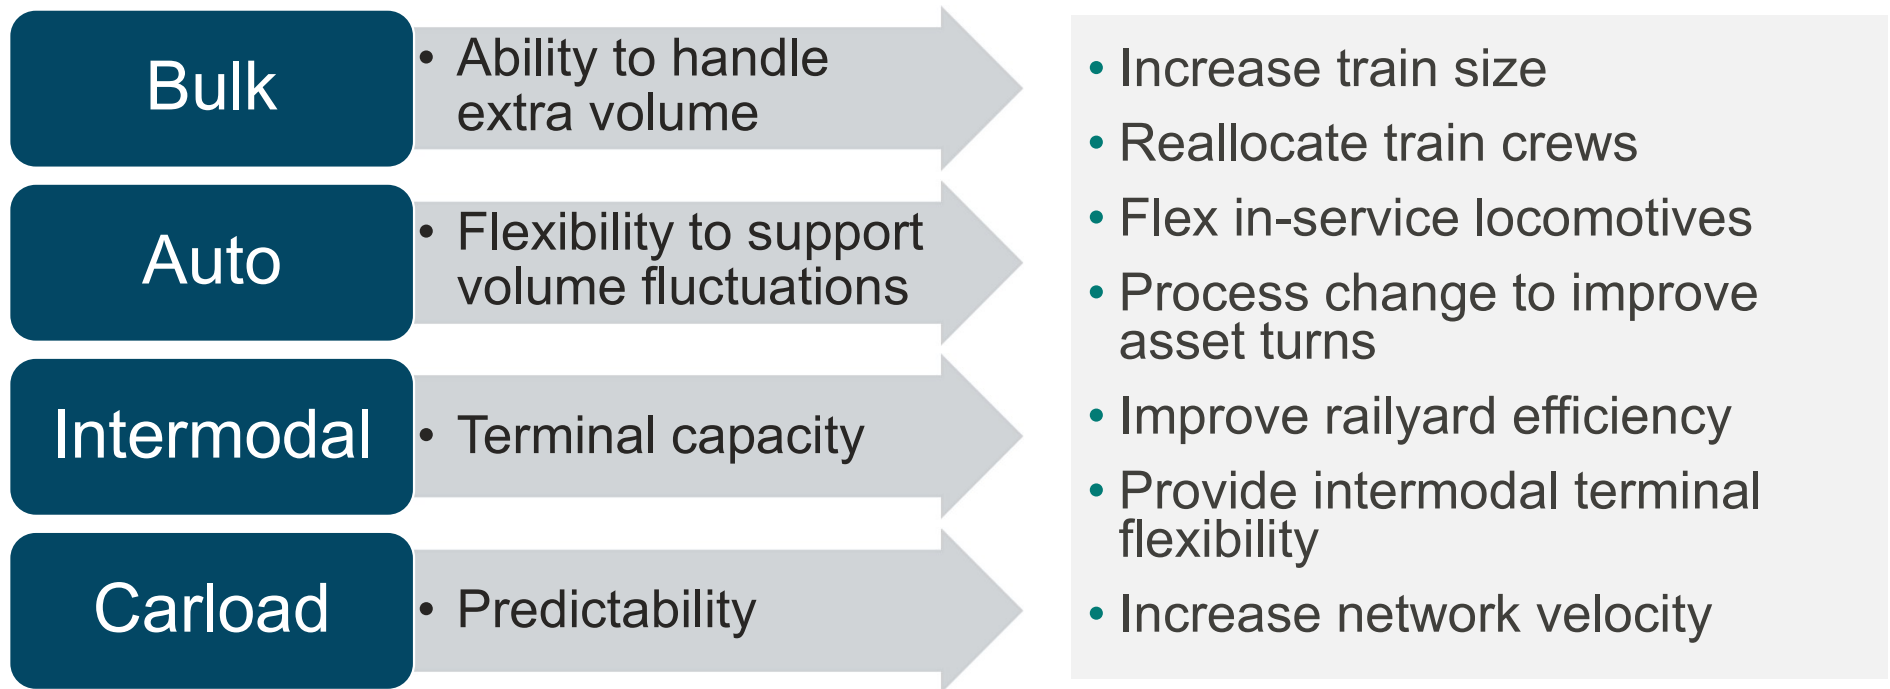 Bulk
• Ability to handle
extra volume
Auto
• Flexibility to support
volume fluctuations
Intermodal
• Terminal capacity
Carload
• Predictability
• Increase train size
• Reallocate train crews
• Flex in-service locomotives
• Process change to improve
asset turns
• Improve railyard efficiency
• Provide intermodal terminal
flexibility
• Increase network velocity